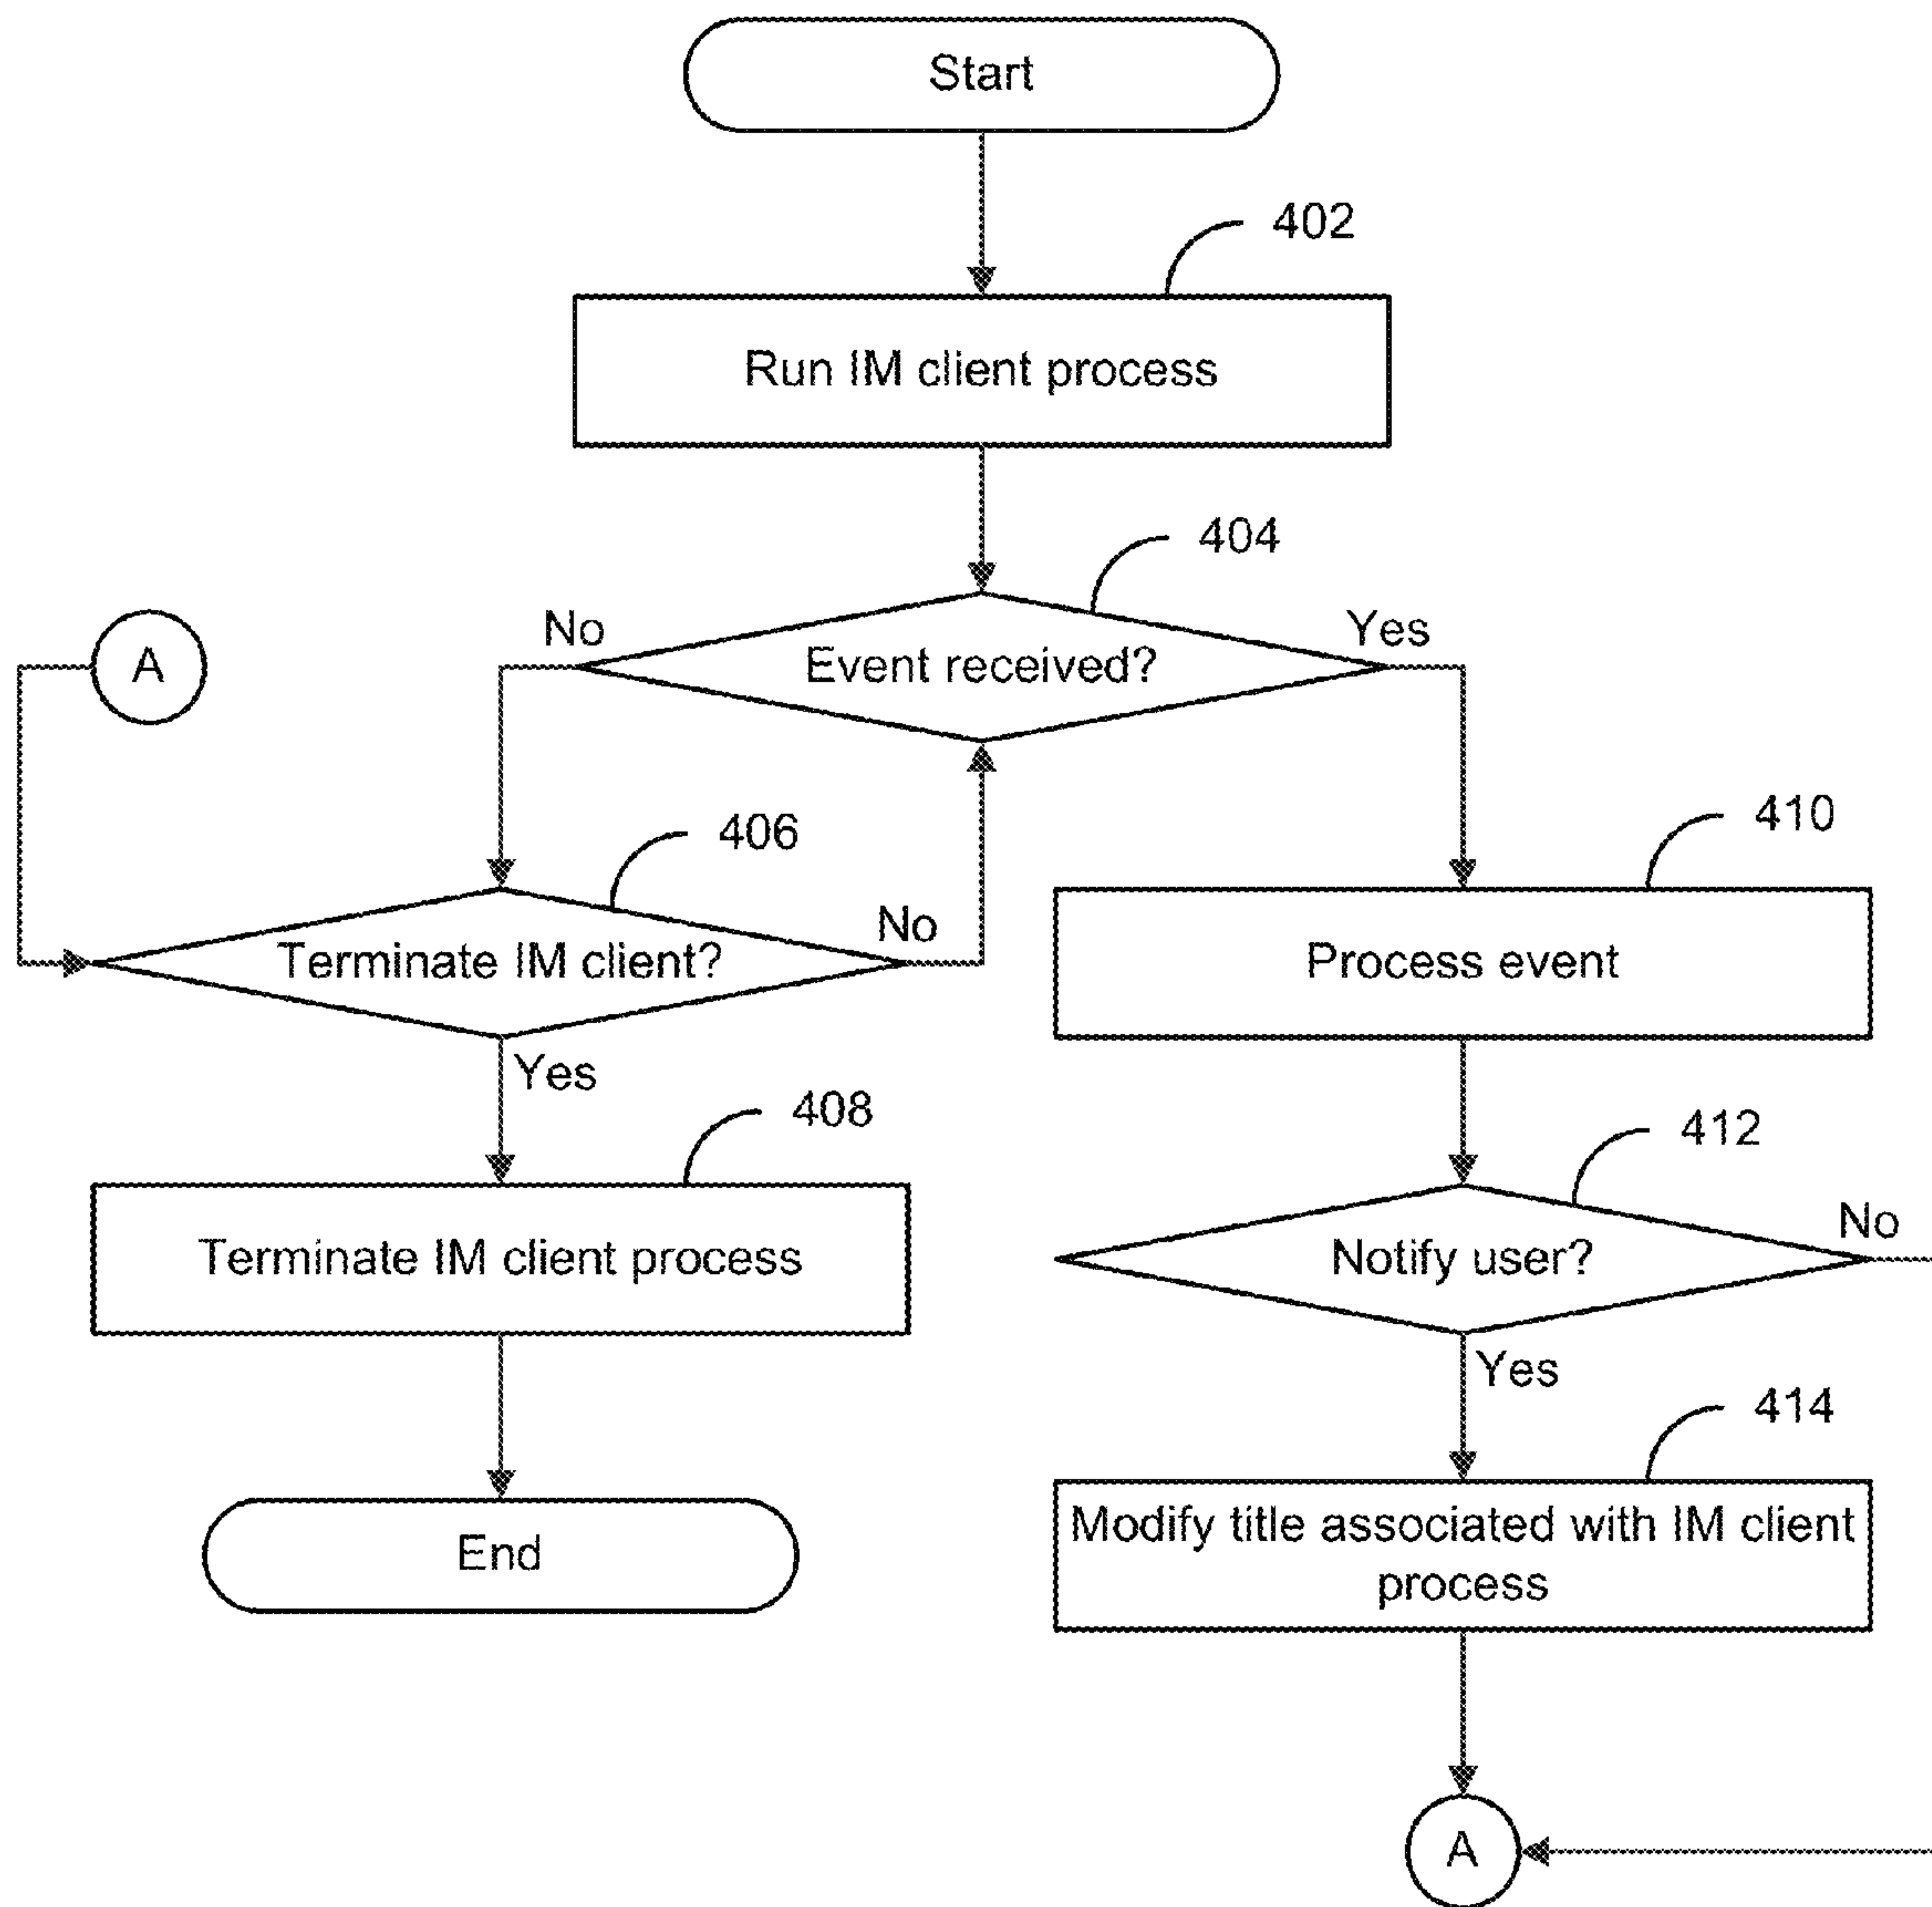 Start
402
Run IM client process
404
No
Yes
Event received?
A
406
410
No
Terminate IM client?
Process event
Yes
408
412
No
Terminate IM client process
Notify user?
Yes
414
Modify title associated with IM client
process
End
A